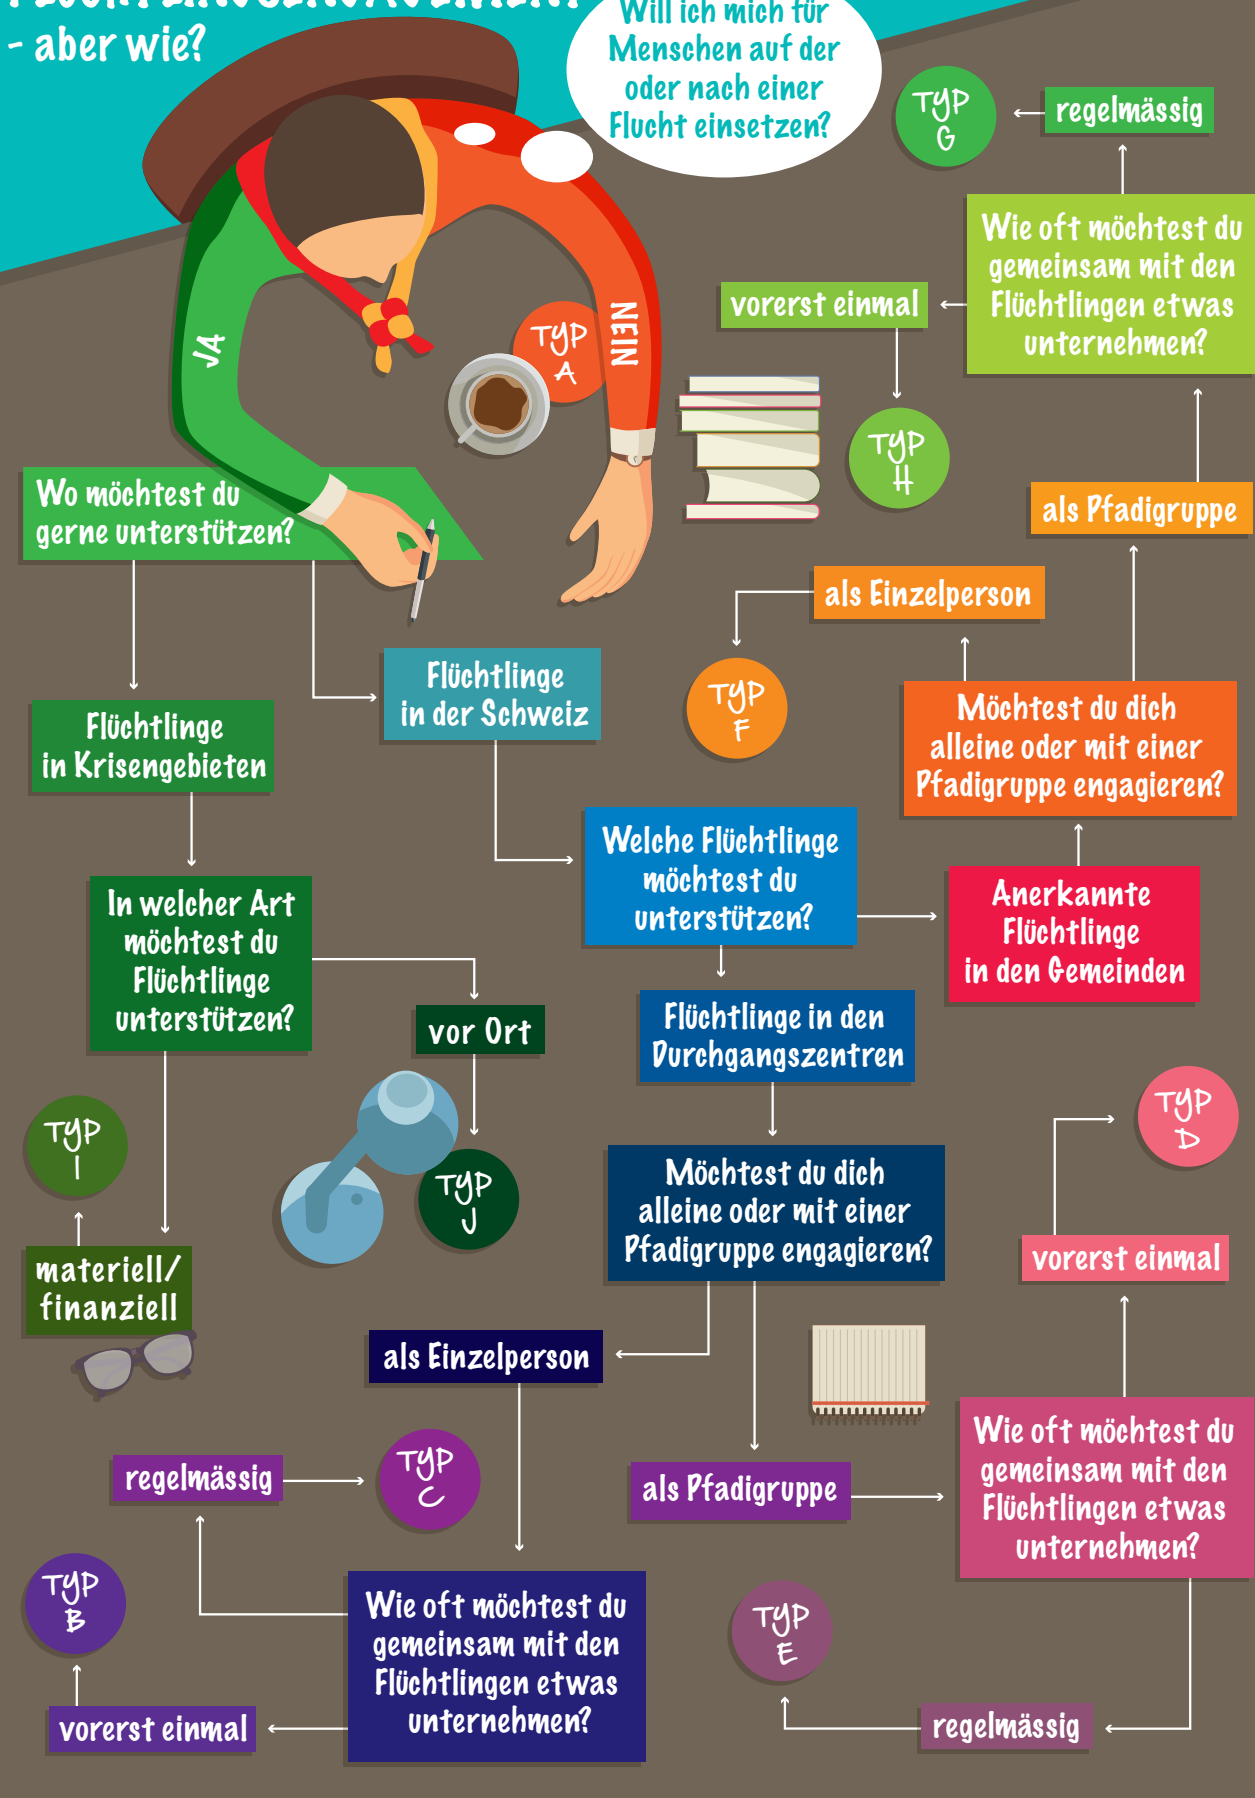 - aber wie?
Will ich mich für
Menschen auf der
oder nach einer
Flucht einsetzen?
TYP
G
regelmässig
Wie oft möchtest du
gemeinsam mit den
Flüchtlingen etwas
unternehmen?
vorerst einmal
JA
NEIN
TYP
A
TYP
H
Wo möchtest du
gerne unterstützen?
als Pfadigruppe
als Einzelperson
Flüchtlinge
in der Schweiz
TYP
F
Möchtest du dich
alleine oder mit einer
Pfadigruppe engagieren?
Flüchtlinge
in Krisengebieten
Welche Flüchtlinge
möchtest du
unterstützen?
Anerkannte
Flüchtlinge
in den Gemeinden
In welcher Art
möchtest du
Flüchtlinge
unterstützen?
vor Ort
Flüchtlinge in den
Durchgangszentren
TYP
D
TYP
I
TYP
J
Möchtest du dich
alleine oder mit einer
Pfadigruppe engagieren?
vorerst einmal
materiell/
finanziell
als Einzelperson
Wie oft möchtest du
gemeinsam mit den
Flüchtlingen etwas
unternehmen?
regelmässig
TYP
C
als Pfadigruppe
TYP
B
Wie oft möchtest du
gemeinsam mit den
Flüchtlingen etwas
unternehmen?
TYP
E
vorerst einmal
regelmässig